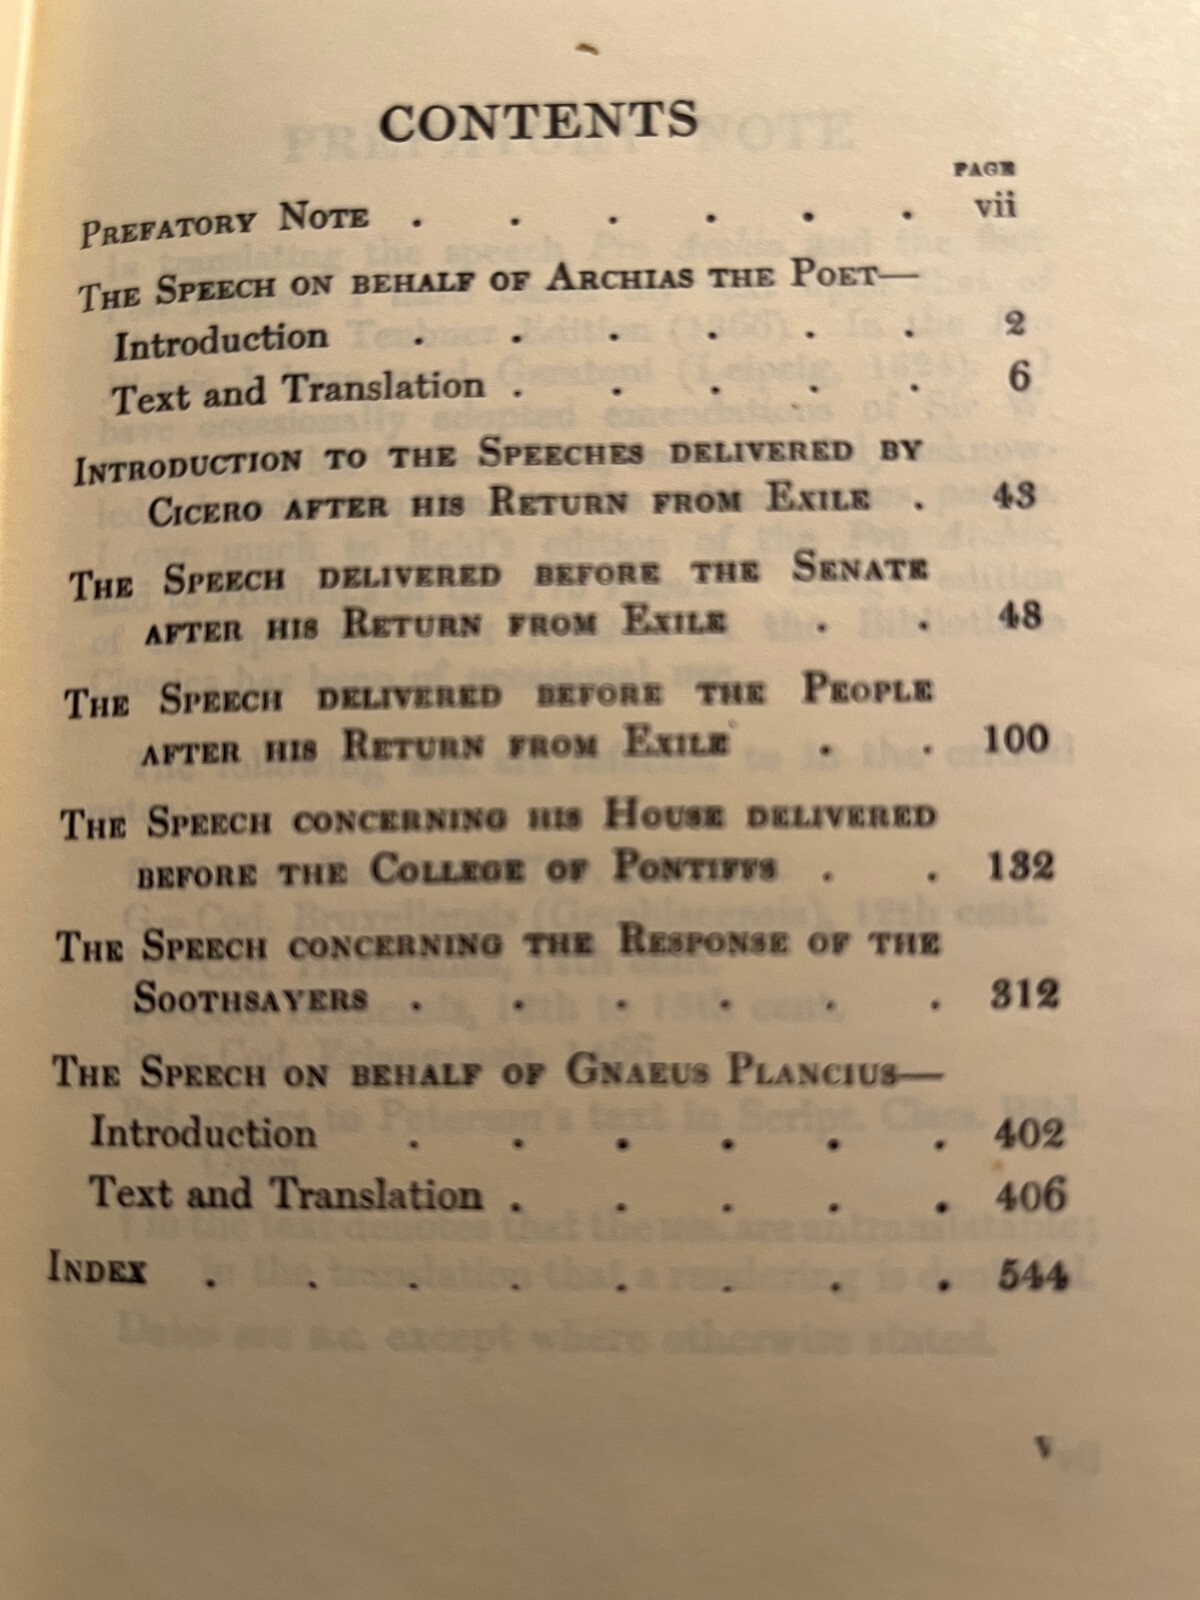 CONTENTS
PAGE
PREFATORY NOTE . . . . . . vii
THE SPEECH ON BEHALF OF ARCHIAS THE POET—
Introduction . . . . . . 2
Text and Translation . . . . . 6
INTRODUCTION TO THE SPEECHES DELIVERED BY
CICERO AFTER HIS RETURN FROM EXILE . 43
THE SPEECH DELIVERED BEFORE THE SENATE
AFTER HIS RETURN FROM EXILE . . 48
THE SPEECH DELIVERED BEFORE THE PEOPLE
AFTER HIS RETURN FROM EXILE . . 100
THE SPEECH CONCERNING HIS HOUSE DELIVERED
BEFORE THE COLLEGE OF PONTIFFS . . 132
THE SPEECH CONCERNING THE RESPONSE OF THE
SOOTHSAYERS . . . . . . 312
THE SPEECH ON BEHALF OF GNAEUS PLANCIUS—
Introduction . . . . . . 402
Text and Translation . . . . . 406
INDEX . . . . . . . . 544
v